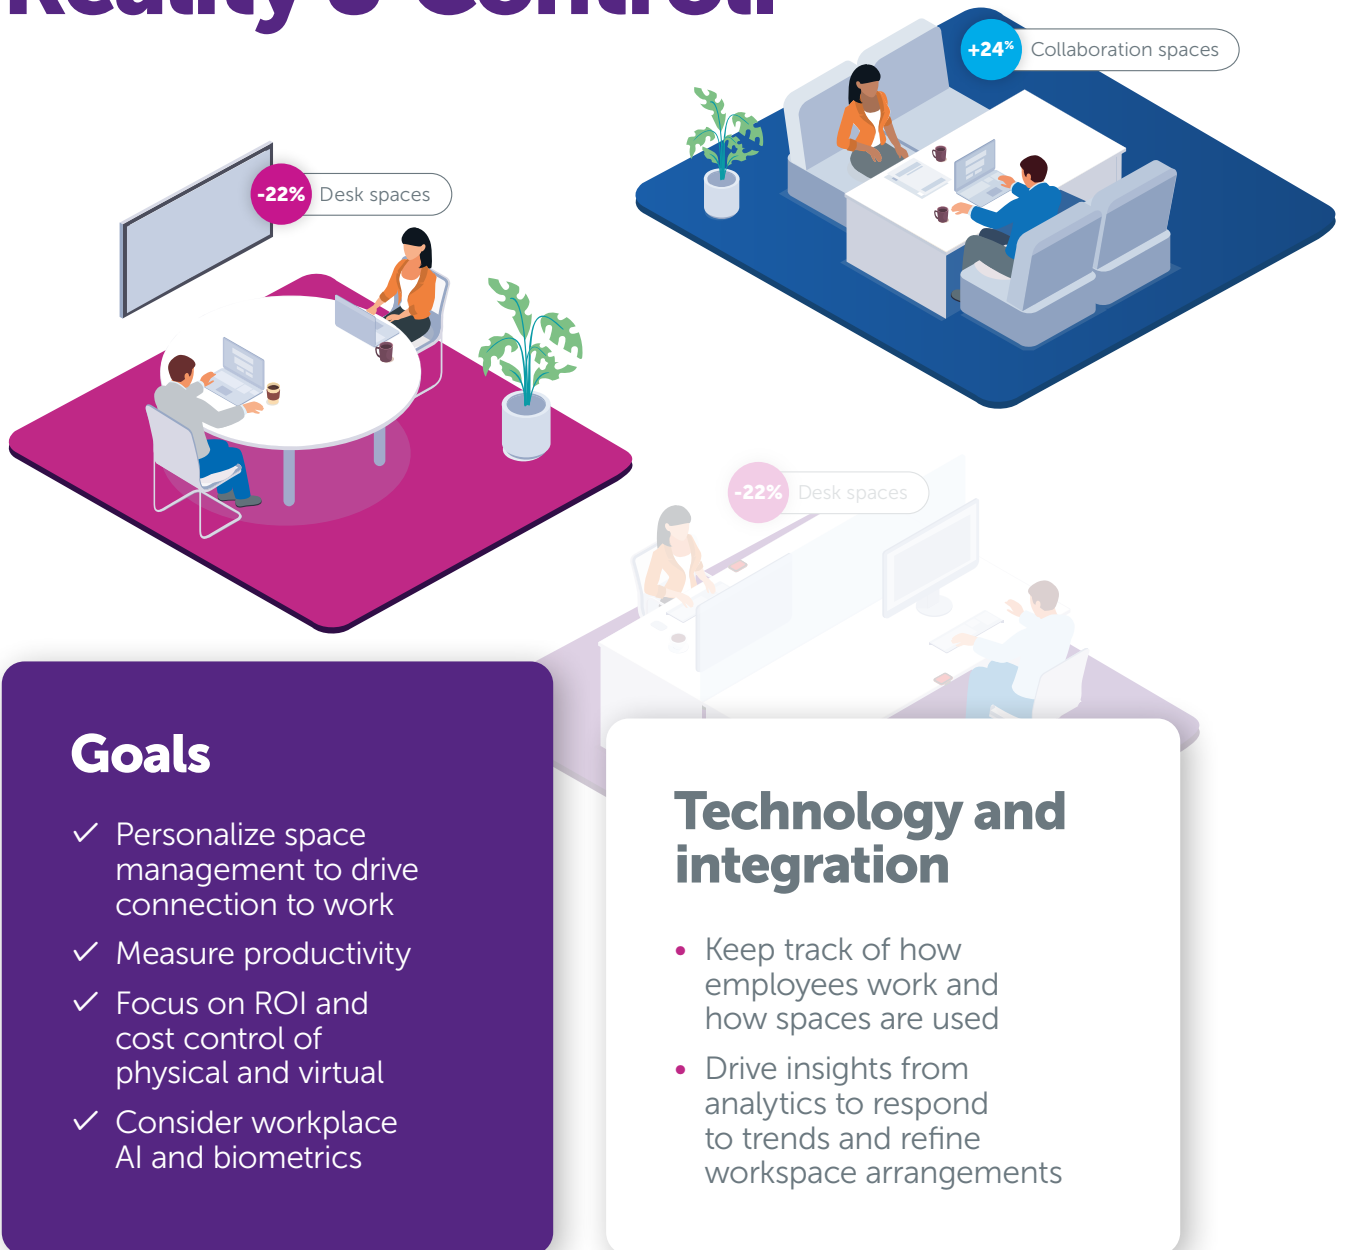 Reality & Control.
+24% Collaboration spaces
-22% Desk spaces
-22% Desk spaces
Goals
✓ Personalize space
management to drive
connection to work
✓ Measure productivity
✓ Focus on ROI and
cost control of
physical and virtual
✓ Consider workplace
AI and biometrics
Technology and
integration
• Keep track of how
employees work and
how spaces are used
• Drive insights from
analytics to respond
to trends and refine
workspace arrangements